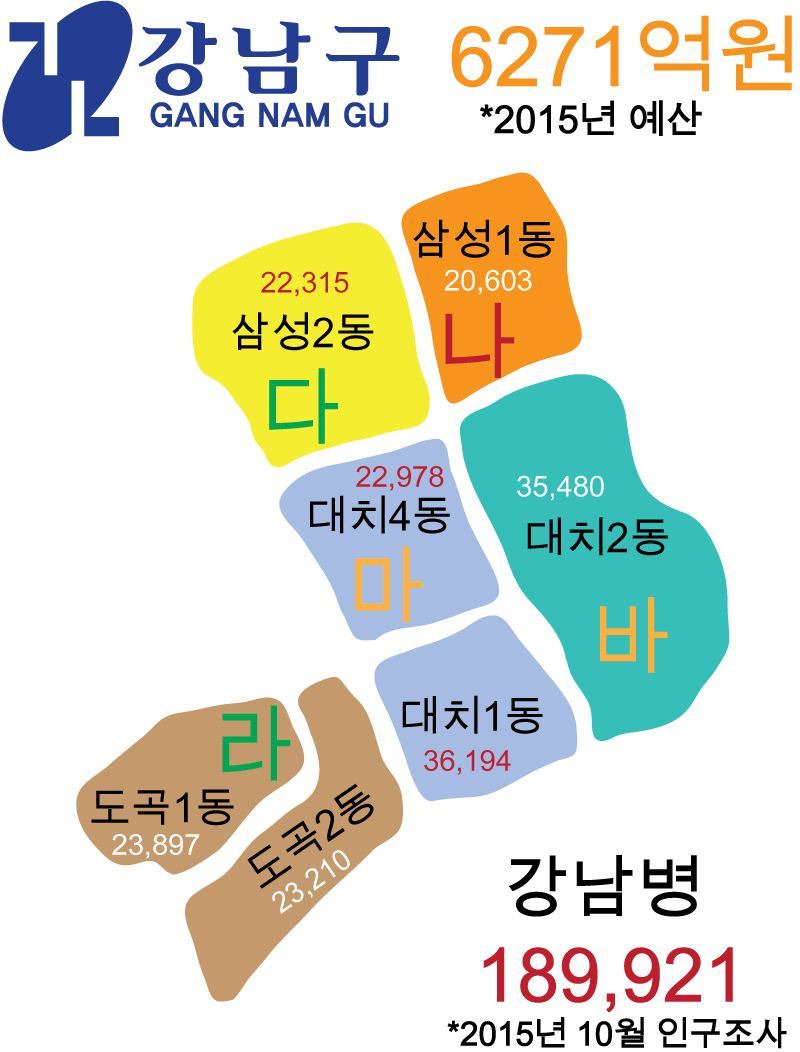 강남구
GANG NAM GU
6271억원
*2015년 예산
삼성1동
20,603
나
22,315
삼성2동
다
22,978
대치4동
마
35,480
대치2동
바
대치1동
36,194
라
도곡1동
23,897
도곡2동
23,210
강남병
189,921
*2015년 10월 인구조사